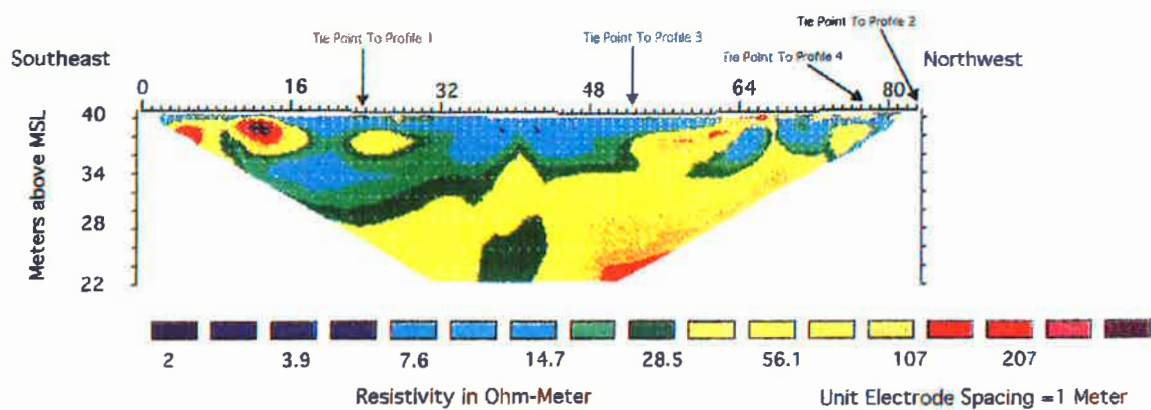 Tie Point To Profile 2
Tie Point To Profile 1
Tie Point To Profile 3
Southeast
Tie Point To Profile 4
Northwest
0 16 32 48 64 80
40
34
28
22
Meters above MSL
2 3.9 7.6 14.7 28.5 56.1 107 207
Resistivity in Ohm-Meter
Unit Electrode Spacing =1 Meter